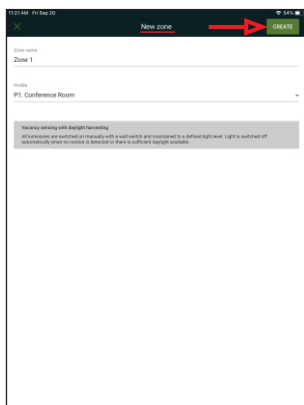 11:21 AM Fri Sep 20 54%
New zone
CREATE
Zone name
Zone 1
Profile
P1. Conference Room
Vacancy sensing with daylight harvesting
All luminaires are switched on manually with a wall switch and maintained to a defined light level. Light is switched off
automatically when no motion is detected or there is sufficient daylight available.